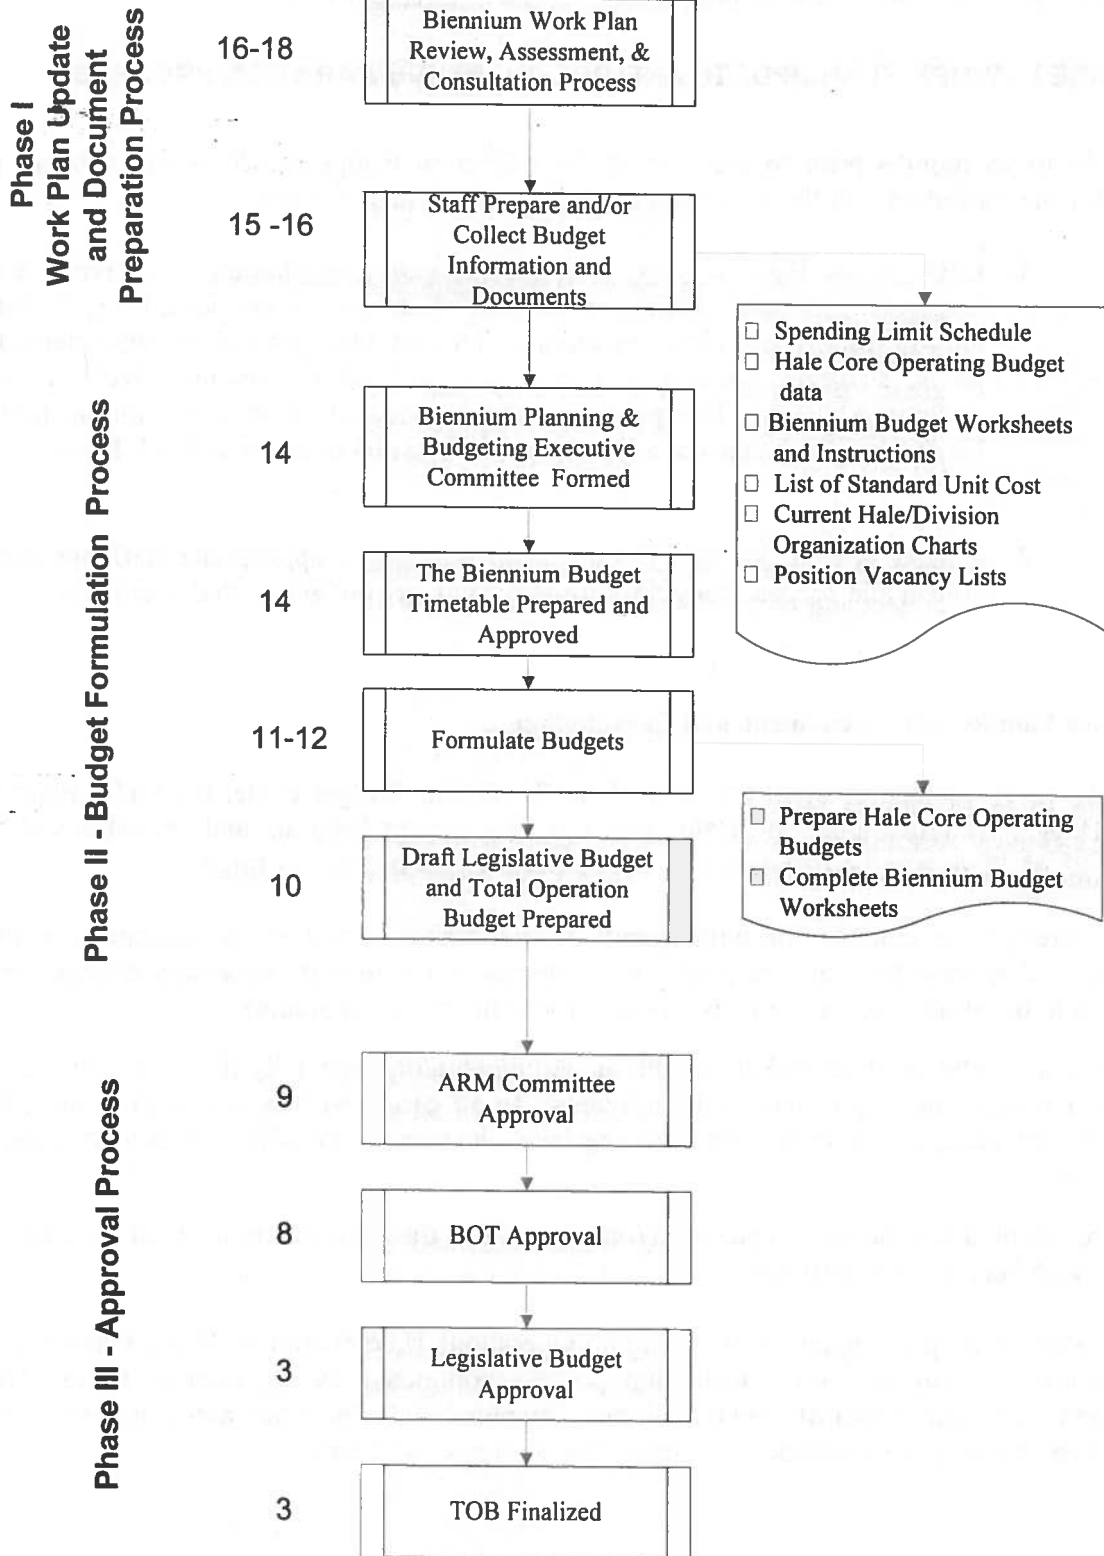 Phase I
Work Plan Update
and Document
Preparation Process
16-18
Biennium Work Plan
Review, Assessment, &
Consultation Process
15 -16
Staff Prepare and/or
Collect Budget
Information and
Documents
Spending Limit Schedule
Hale Core Operating Budget
data
Biennium Budget Worksheets
and Instructions
List of Standard Unit Cost
Current Hale/Division
Organization Charts
Position Vacancy Lists
Phase II Budget Formulation Process
14
Biennium Planning &
Budgeting Executive
Committee Formed
14
The Biennium Budget
Timetable Prepared and
Approved
11-12
Formulate Budgets
Prepare Hale Core Operating
Budgets
Complete Biennium Budget
Worksheets
10
Draft Legislative Budget
and Total Operation
Budget Prepared
Phase III - Approval Process
9
ARM Committee
Approval
8
BOT Approval
3
Legislative Budget
Approval
3
TOB Finalized